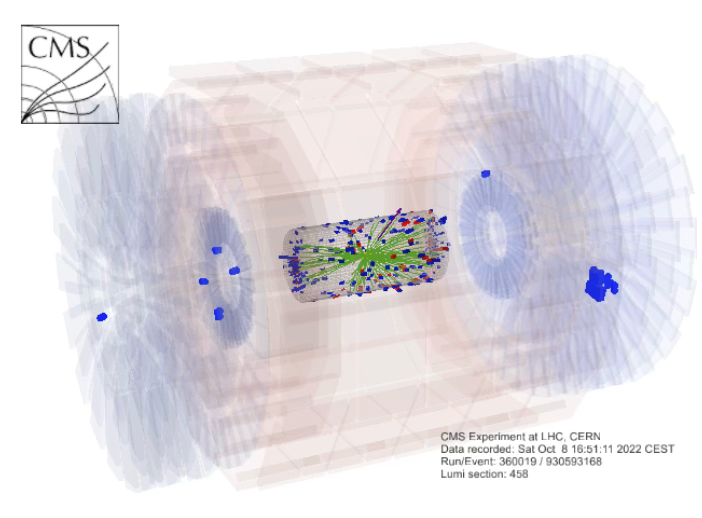 CMS
CMS Experiment at LHC, CERN
Data recorded: Sat Oct  8 16:51:11 2022 CEST
Run/Event: 360019 / 930593168
Lumi section: 458